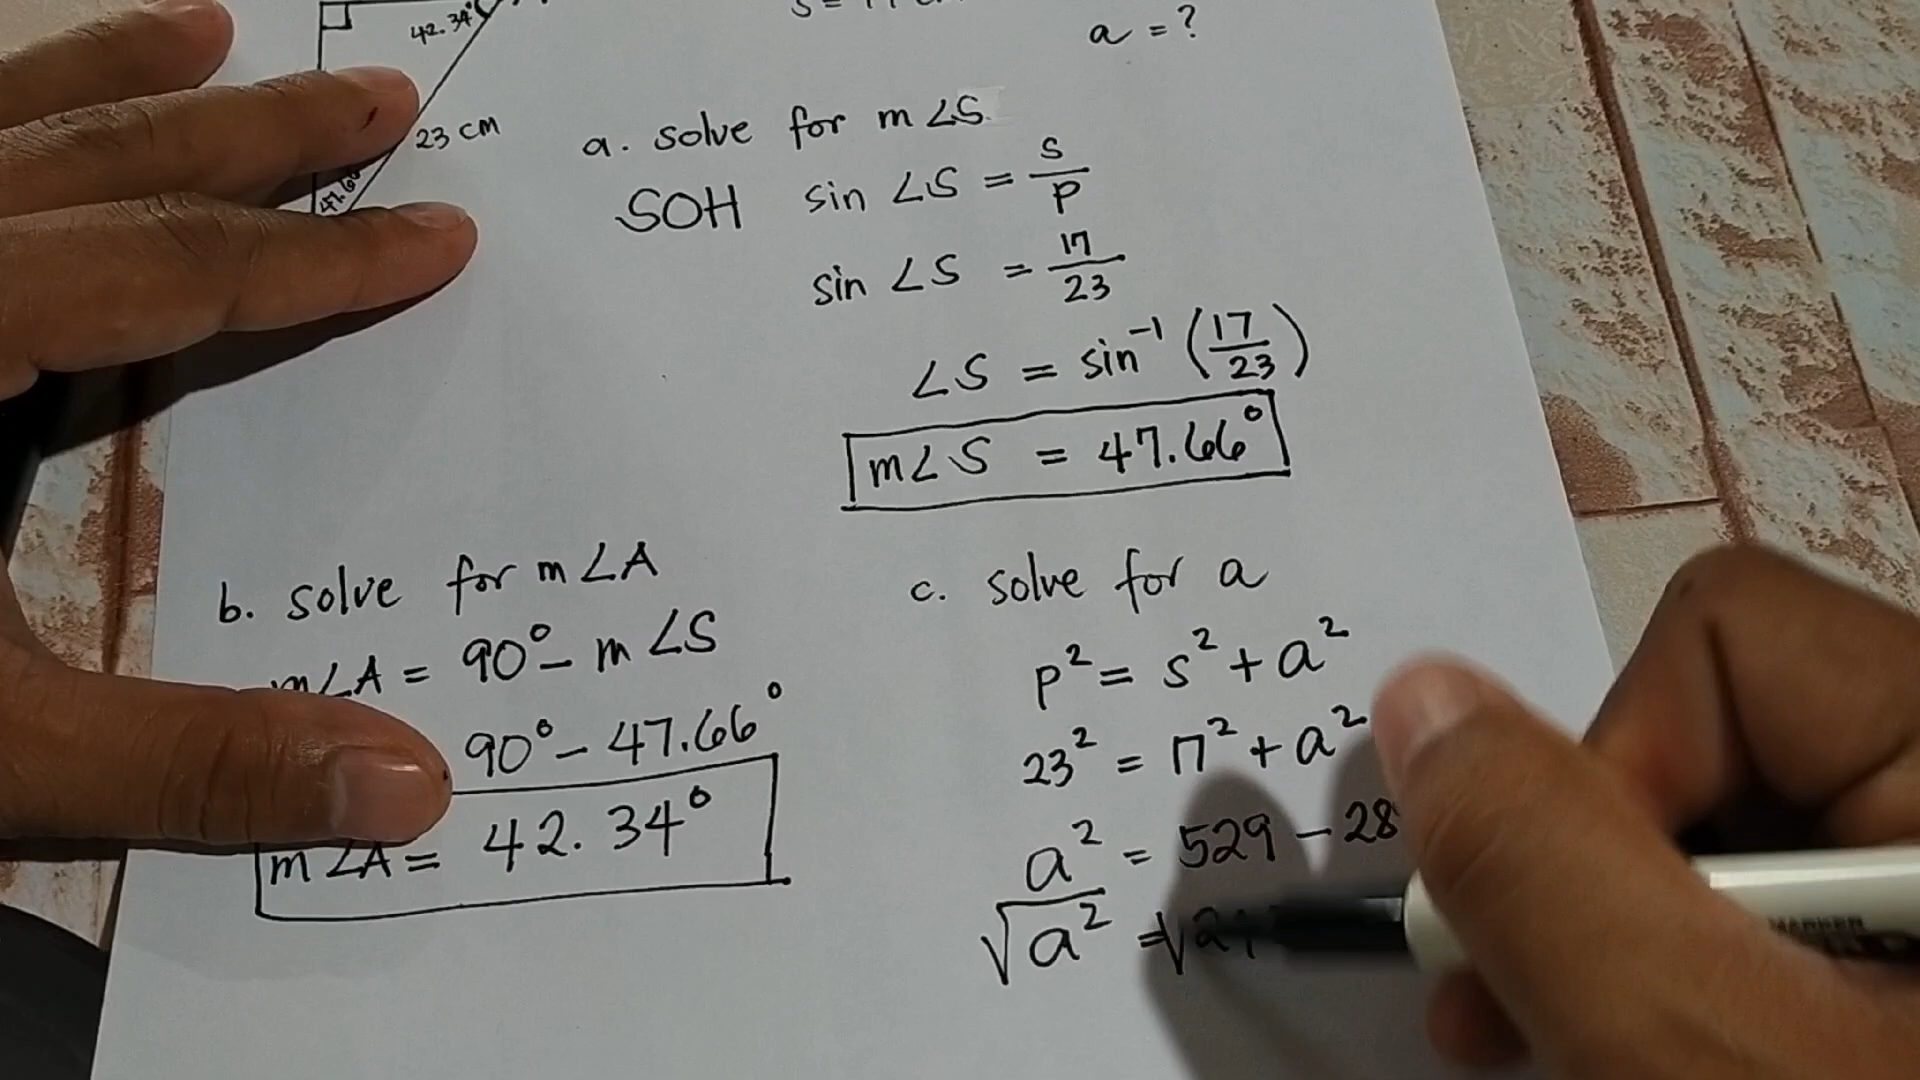 42.34°
a = ?
23 cm
a. solve for m∠S
SOH sin ∠S = s/p
sin ∠S = 17/23
∠S = sin⁻¹ (17/23)
m∠S = 47.66°
b. solve for m∠A
m∠A = 90° - m∠S
90° - 47.66°
m∠A = 42.34°
c. solve for a
p² = s² + a²
23² = 17² + a²
a² = 529 - 28
√a² = √2
MARKER